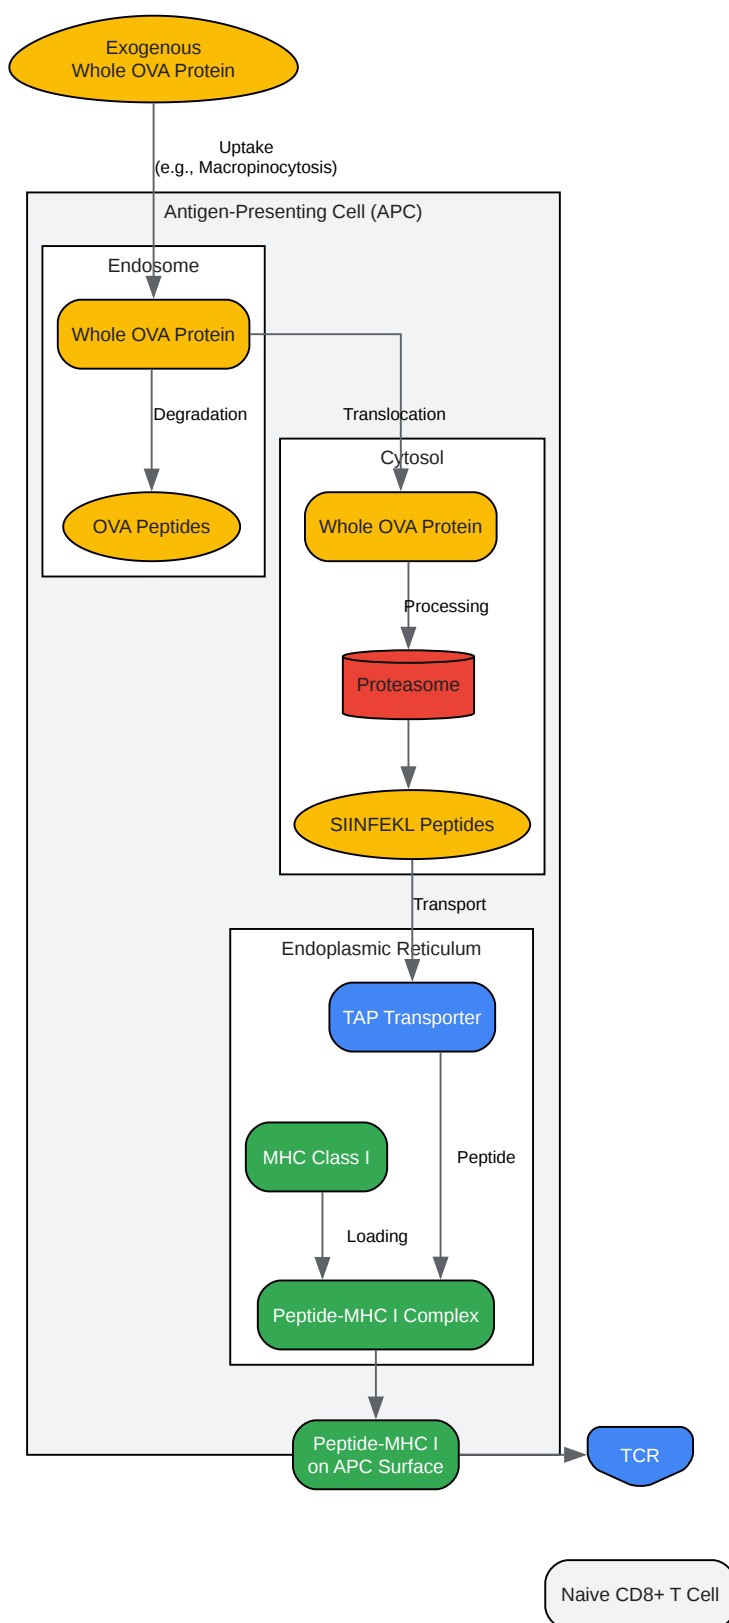 Exogenous
Whole OVA Protein
Uptake
(e.g., Macropinocytosis)
Antigen-Presenting Cell (APC)
Endosome
Whole OVA Protein
Degradation
Translocation
Cytosol
OVA Peptides
Whole OVA Protein
Processing
Proteasome
SIINFEKL Peptides
Transport
Endoplasmic Reticulum
TAP Transporter
MHC Class I
Peptide
Loading
Peptide-MHC I Complex
Peptide-MHC I
on APC Surface
TCR
Naive CD8+ T Cell